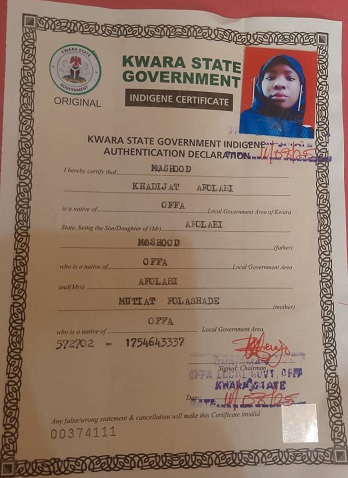 KWARA STATE
GOVERNMENT
ORIGINAL
KWARA STATE
GOVERNMENT
INDIGENE CERTIFICATE
KWARA STATE GOVERNMENT INDIGENE
AUTHENTICATION DECLARATION
I hereby certify that MASHOOD
KHADIJAT AFOLABI
is a native of OFFA Local Government Area of Kwara
State, being the Son/Daughter of (Mr) AFOLABI
MOSHOOD (father)
who is a native of OFFA Local Government Area
and(Mrs) AFOLABI
MUTIAT FOLASHADE (mother)
OFFA
who is a native of Local Government Area
572702 - 1754643337
Signed: Chairman
OFFA LOCAL GOVT. OFFA
KWARA STATE
Date
Any false/wrong statement & cancellation will make this Certificate invalid
00374111